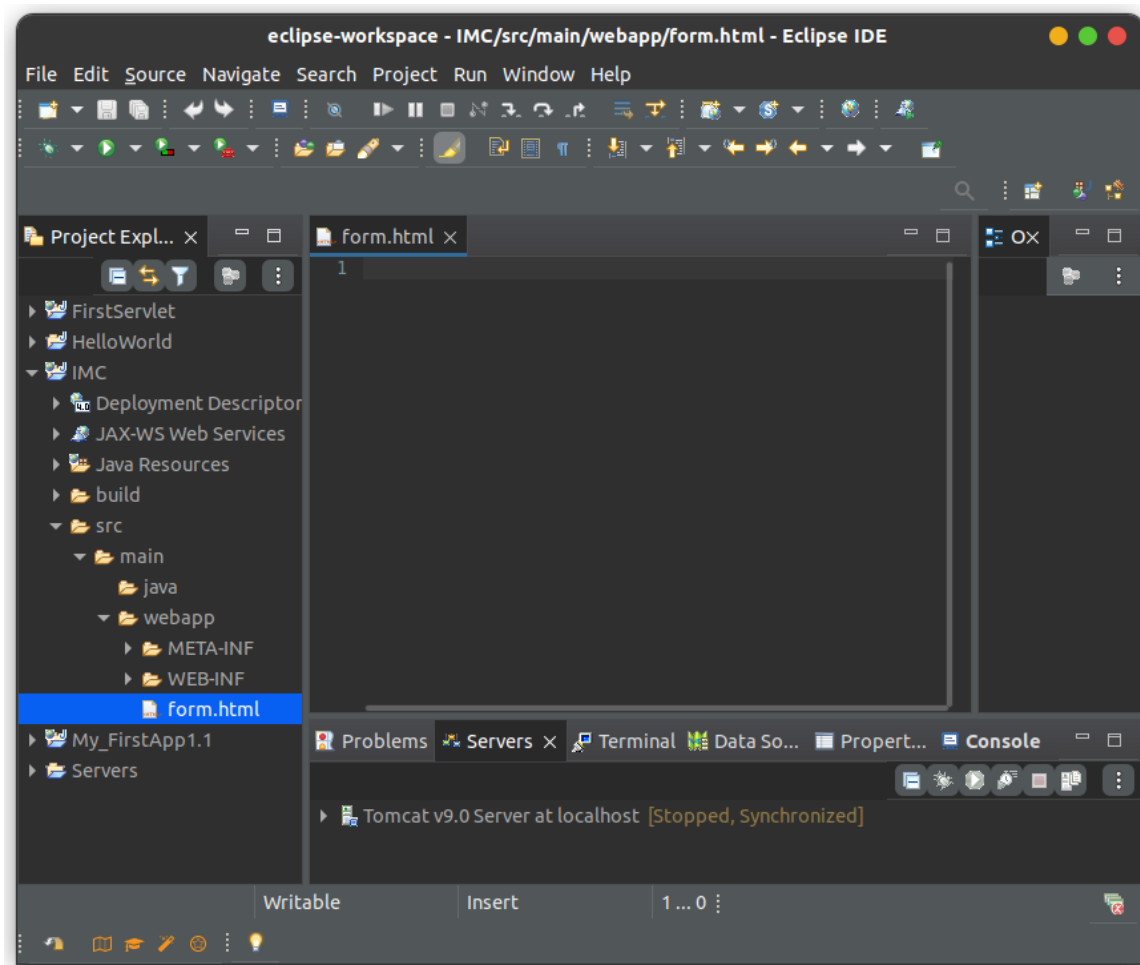 eclipse-workspace - IMC/src/main/webapp/form.html - Eclipse IDE
File Edit Source Navigate Search Project Run Window Help
Project Expl...
form.html
O
1
FirstServlet
HelloWorld
IMC
Deployment Descriptor
JAX-WS Web Services
Java Resources
build
src
main
java
webapp
META-INF
WEB-INF
form.html
My_FirstApp1.1
Servers
Problems Servers Terminal Data So... Propert... Console
Tomcat v9.0 Server at localhost [Stopped, Synchronized]
Writable Insert 1 ... 0